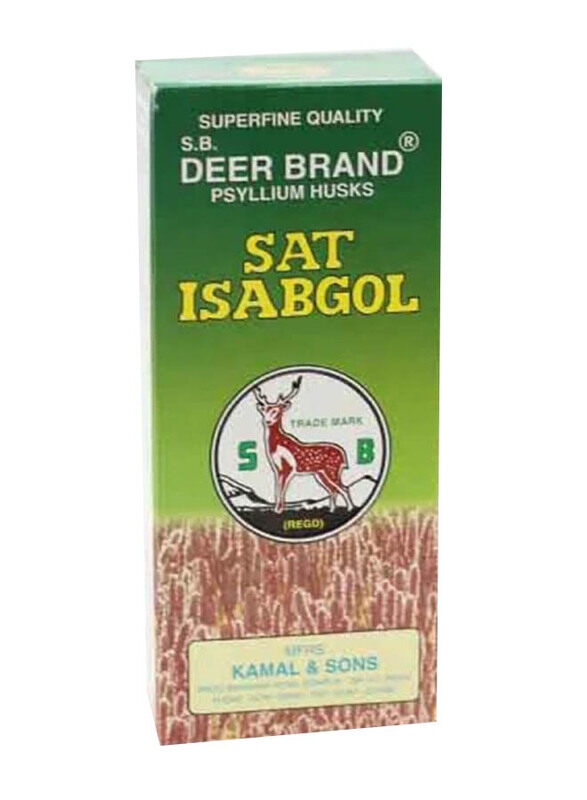 SUPERFINE QUALITY
S.B.
DEER BRAND®
PSYLLIUM HUSKS
SAT
ISABGOL
TRADE MARK
S B
(REGD)
MFRS
KAMAL & SONS